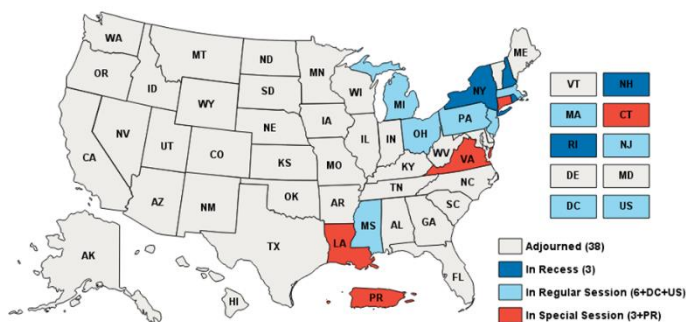 WA
MT
ND
MN
ME
OR
ID
SD
WI
NY
WY
MI
NE
IA
PA
NV
UT
CO
IL
IN
OH
WV
VA
CA
KS
MO
KY
NC
TN
AZ
NM
OK
AR
SC
MS
AL
GA
TX
LA
FL
AK
HI
PR
VT NH
MA CT
RI NJ
DE MD
DC US
Adjourned (38)
In Recess (3)
In Regular Session (6+DC+US)
In Special Session (3+PR)